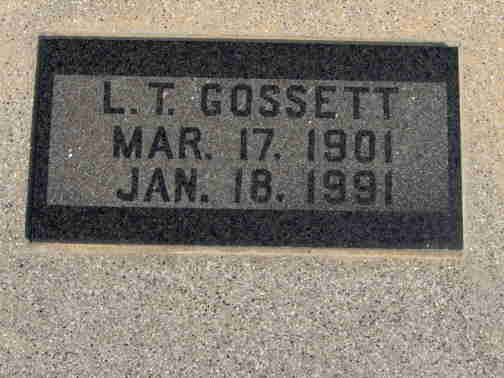 L.T. GOSSETT
MAR. 17. 1901
JAN. 18. 1991